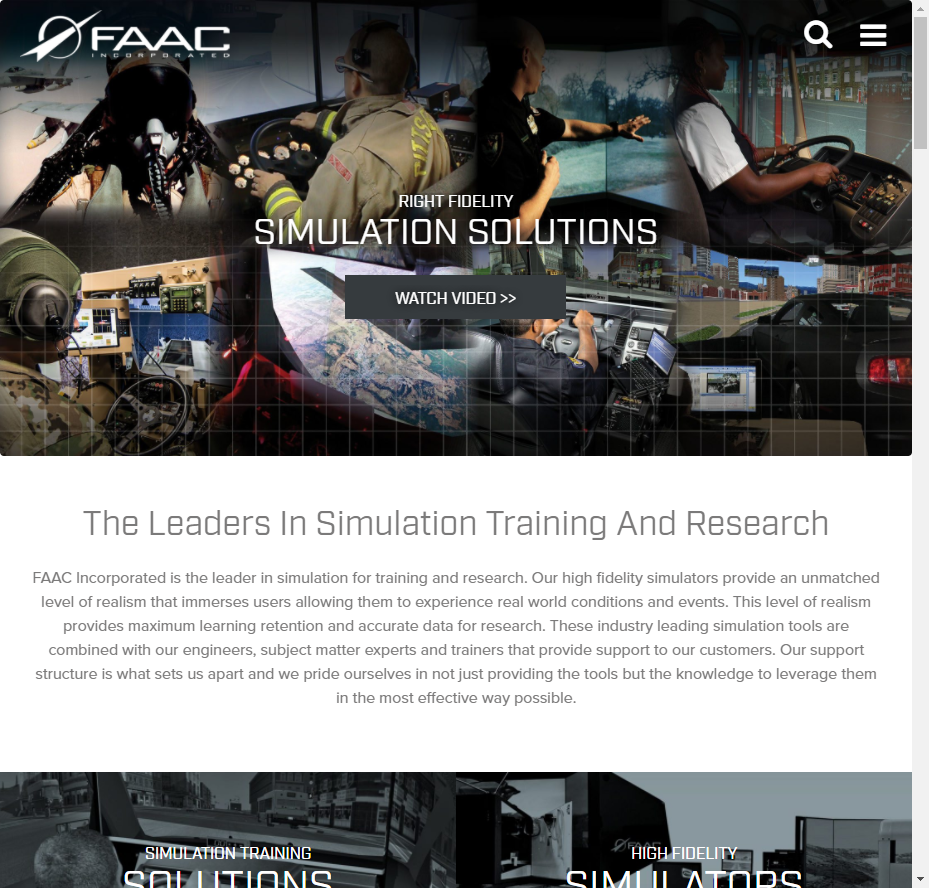 FAAC
INCORPORATED
RIGHT FIDELITY
SIMULATION SOLUTIONS
WATCH VIDEO >>
The Leaders In Simulation Training And Research
FAAC Incorporated is the leader in simulation for training and research. Our high fidelity simulators provide an unmatched
level of realism that immerses users allowing them to experience real world conditions and events. This level of realism
provides maximum learning retention and accurate data for research. These industry leading simulation tools are
combined with our engineers, subject matter experts and trainers that provide support to our customers. Our support
structure is what sets us apart and we pride ourselves in not just providing the tools but the knowledge to leverage them
in the most effective way possible.
FAAC
SIMULATION TRAINING
SOLUTIONS
HIGH FIDELITY
SIMULATORS